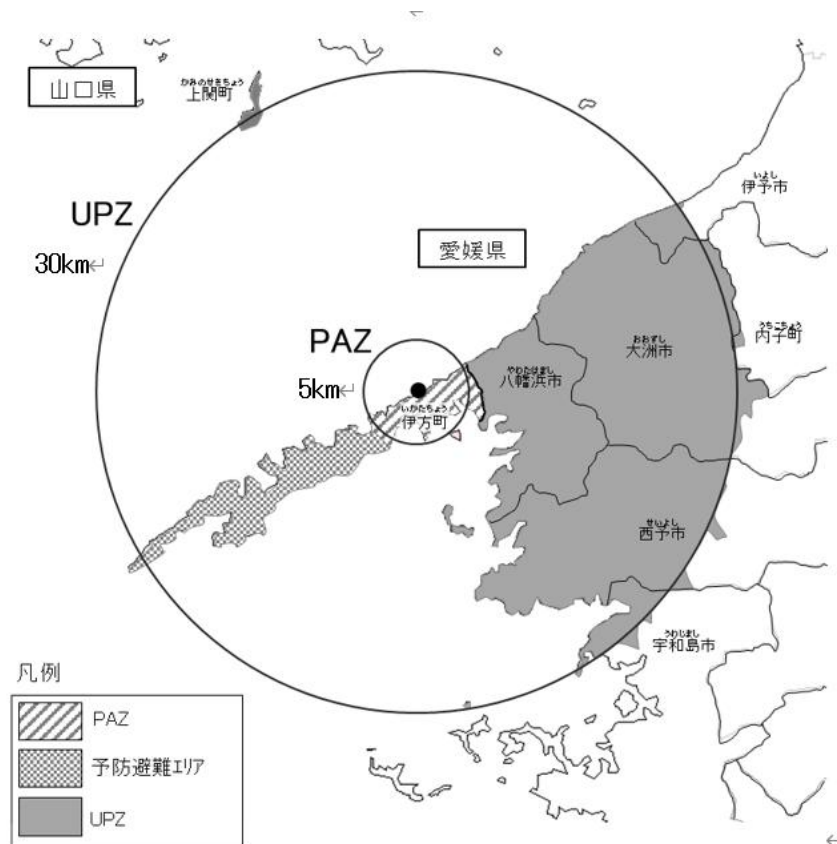 山口県
かみのせきちょう
上関町
いよし
伊予市
UPZ
30km↵
愛媛県
うちこちょう
内子町
おおずし
大洲市
PAZ
やわたはまし
八幡浜市
5km↵
いかたちょう
伊方町
せいよし
西予市
うわじまし
宇和島市
凡例
PAZ
予防避難エリア
UPZ